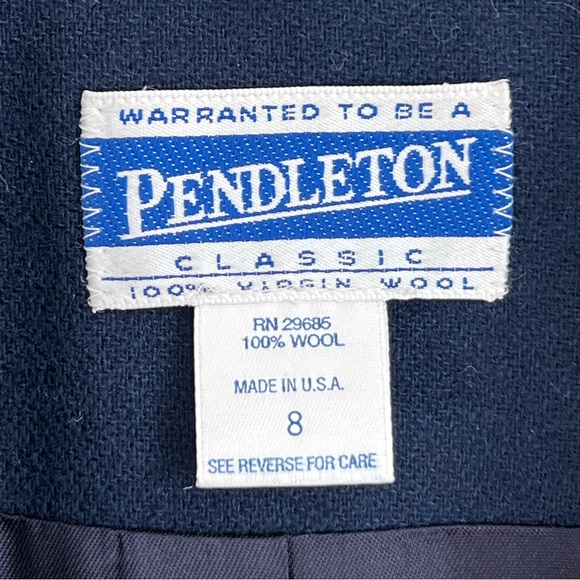 WARRANTED TO BE A
PENDLETON
CLASSIC
100% VIRGIN WOOL
RN 29685
100% WOOL
MADE IN U.S.A.
8
SEE REVERSE FOR CARE